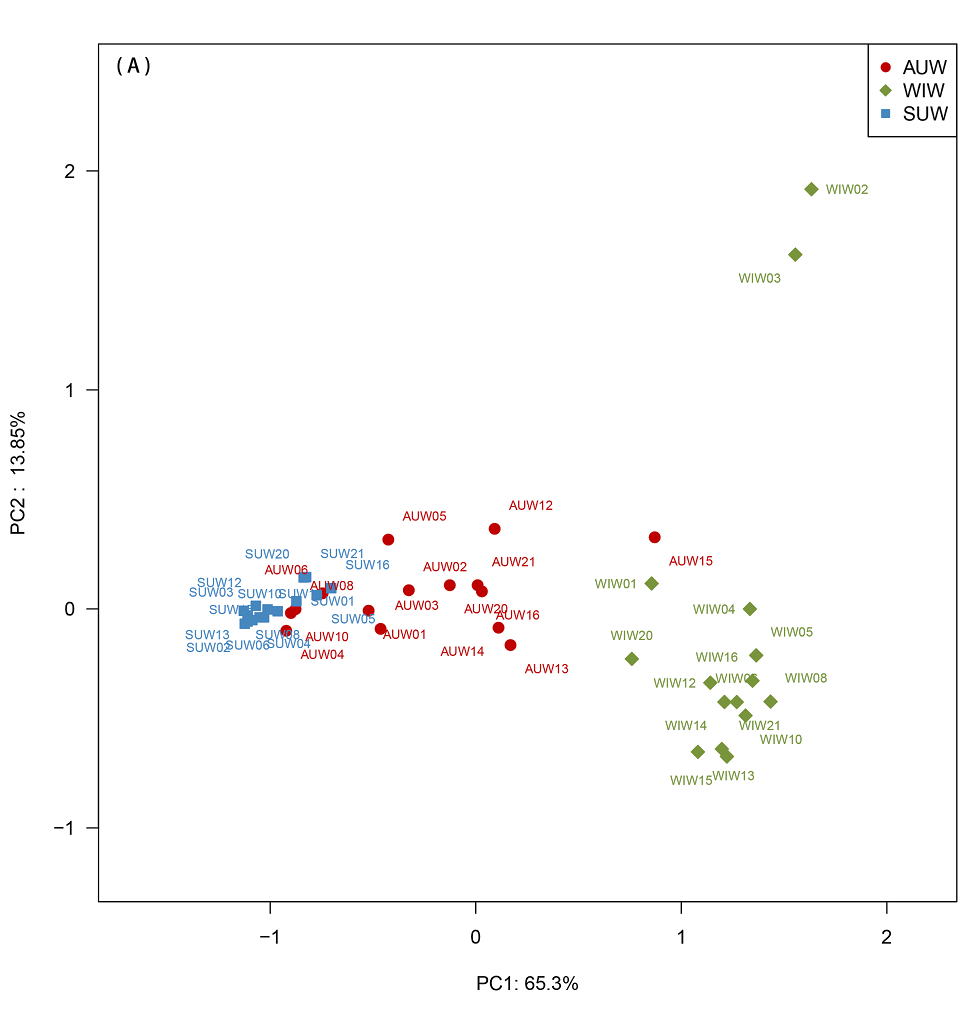 (A)
AUW
WIW
SUW
2
1
0
−1
PC2 : 13.85%
WIW02
WIW03
AUW12
AUW05
AUW21
AUW15
AUW02
SUW20
SUW21
SUW16
AUW06
AUW08
SUW12
SUW03
SUW10
SUW01
WIW01
AUW03
AUW20
AUW16
SUW05
WIW04
SUW13
SUW08
AUW10
AUW01
WIW20
WIW05
SUW02
SUW06
SUW04
AUW04
AUW14
AUW13
WIW16
WIW12
WIW08
WIW14
WIW21
WIW10
WIW15
WIW13
−1
0
1
2
PC1: 65.3%